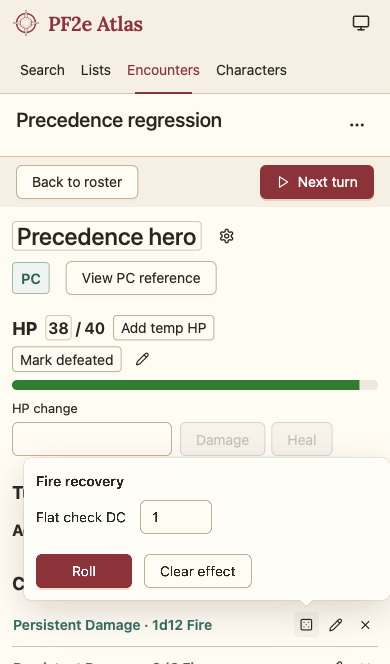 PF2e Atlas
Search Lists Encounters Characters
Precedence regression
Back to roster Next turn
Precedence hero
PC View PC reference
HP 38 / 40 Add temp HP
Mark defeated
HP change
Damage Heal
Fire recovery
Flat check DC 1
Roll Clear effect
Persistent Damage · 1d12 Fire